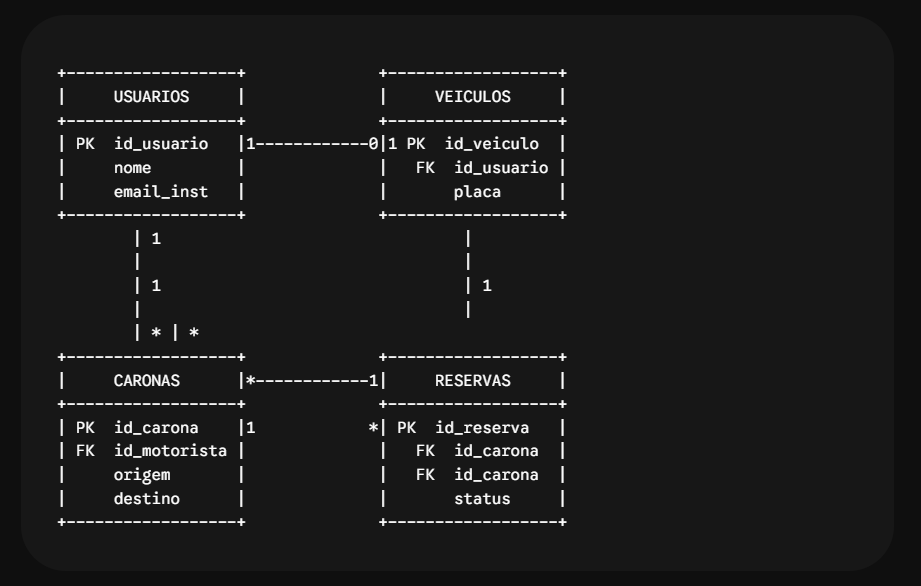 +------------------+              +------------------+
|     USUARIOS     |              |     VEICULOS     |
+------------------+              +------------------+
| PK  id_usuario   |1------------0|1 PK  id_veiculo  |
|     nome         |              |   FK  id_usuario |
|     email_inst   |              |       placa      |
+------------------+              +------------------+
        | 1                                |
        |                                  |
        | 1                                | 1
        |                                  |
        | * | *
+------------------+              +------------------+
|     CARONAS      |*------------1|     RESERVAS     |
+------------------+              +------------------+
| PK  id_carona    |1            *| PK  id_reserva   |
| FK  id_motorista |              |   FK  id_carona  |
|     origem       |              |   FK  id_carona  |
|     destino      |              |       status     |
+------------------+              +------------------+